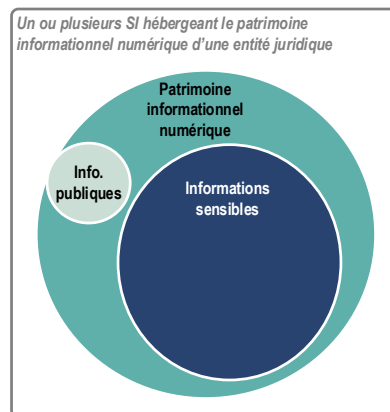 Un ou plusieurs SI hébergeant le patrimoine
informationnel numérique d'une entité juridique
Patrimoine
informationnel
numérique
Info.
publiques
Informations
sensibles